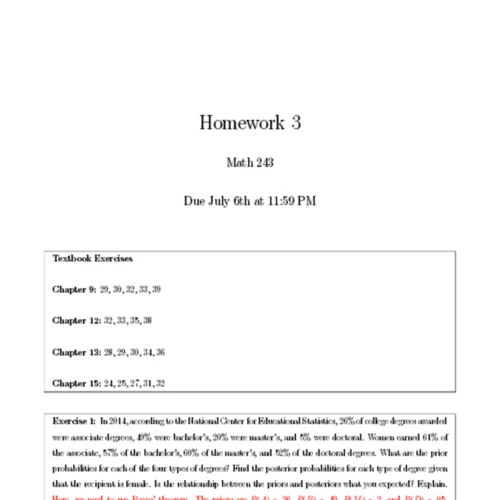 Homework 3
Math 243
Due July 6th at 11:59 PM
Textbook Exercises
Chapter 9: 29, 30, 32, 33, 39
Chapter 12: 32, 33, 35, 38
Chapter 13: 28, 29, 30, 34, 36
Chapter 15: 24, 25, 27, 31, 32
Exercise 1: In 2014, according to the National Center for Educational Statistics, 26% of college degrees awarded
were associate degrees, 49% were bachelor's, 20% were master's, and 5% were doctoral. Women earned 61% of
the associate, 57% of the bachelor's, 60% of the master's, and 52% of the doctoral degrees. What are the prior
probabilities for each of the four types of degrees? Find the posterior probabilities for each type of degree given
that the recipient is female. Is the relationship between the priors and posteriors what you expected? Explain.
Here, we need to use Bayes' theorem. The priors are